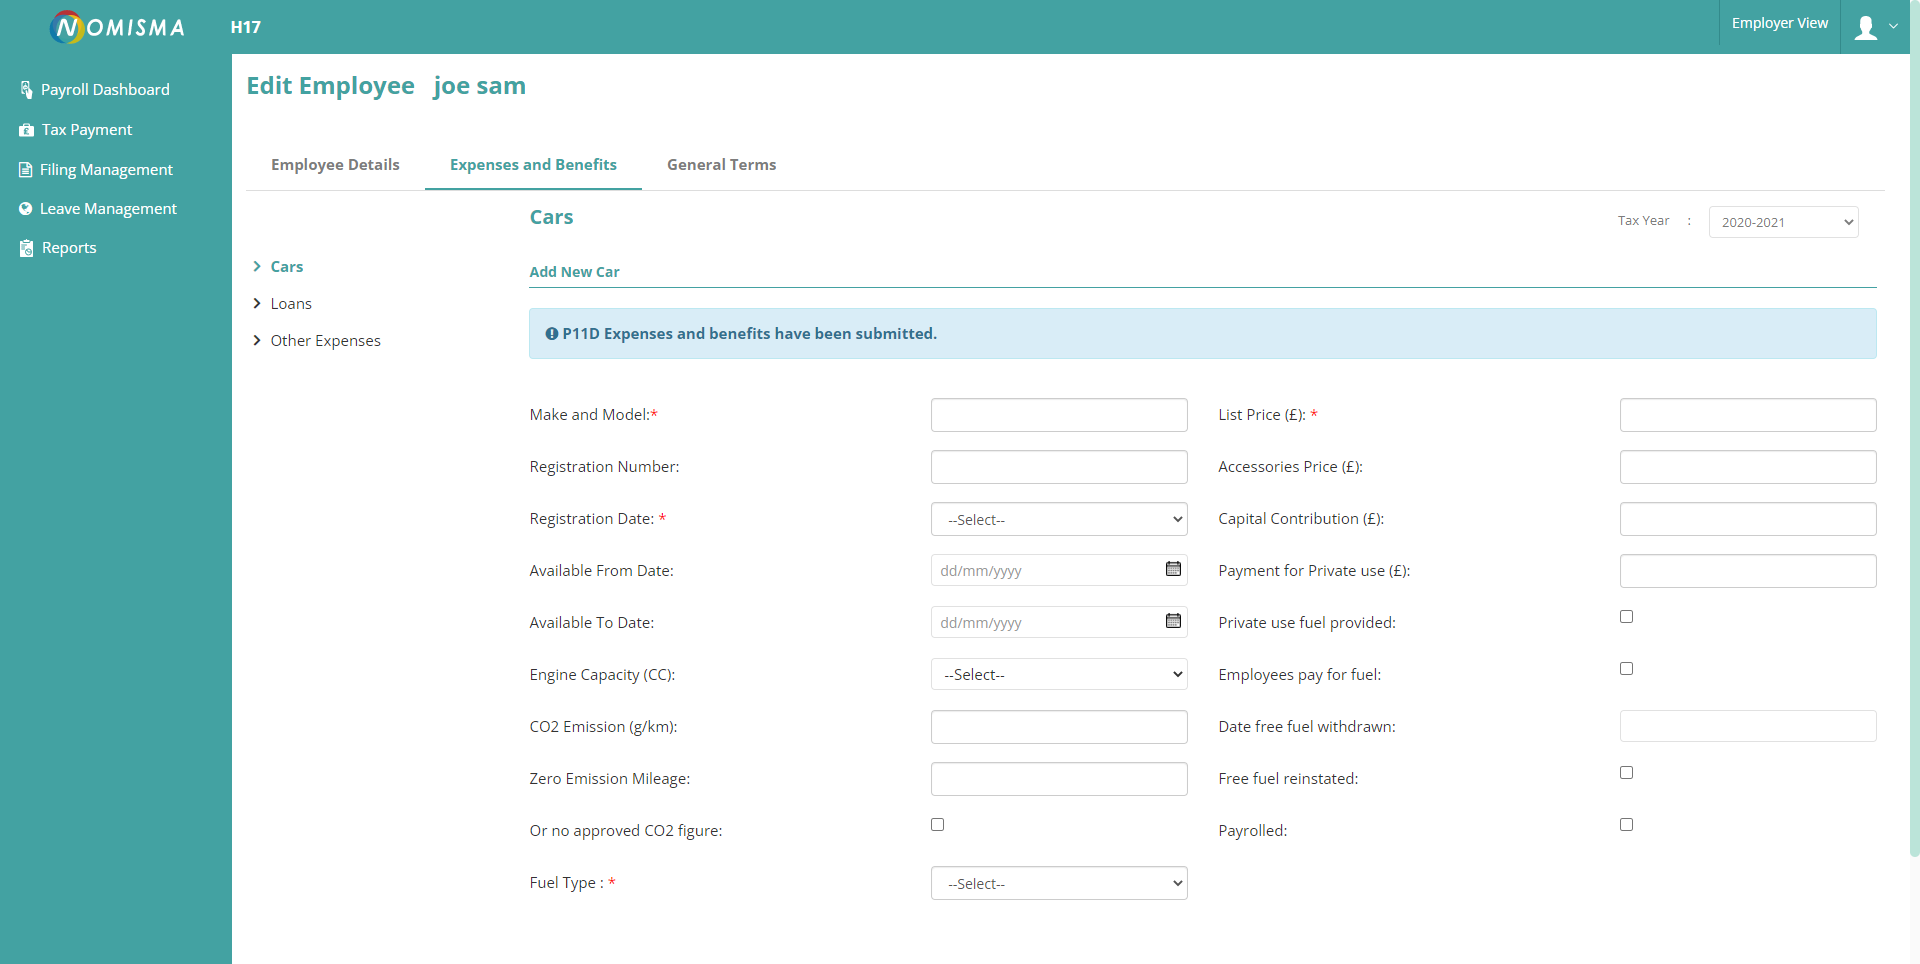 NOMISMA
H17
Employer View
Payroll Dashboard
Tax Payment
Filing Management
Leave Management
Reports
Edit Employee joe sam
Employee Details
Expenses and Benefits
General Terms
Cars
Loans
Other Expenses
Cars
Tax Year : 2020-2021
Add New Car
P11D Expenses and benefits have been submitted.
Make and Model:*
List Price (£): *
Registration Number:
Accessories Price (£):
Registration Date: * --Select--
Capital Contribution (£):
Available From Date: dd/mm/yyyy
Payment for Private use (£):
Available To Date: dd/mm/yyyy
Private use fuel provided:
Engine Capacity (CC): --Select--
Employees pay for fuel:
CO2 Emission (g/km):
Date free fuel withdrawn:
Zero Emission Mileage:
Free fuel reinstated:
Or no approved CO2 figure:
Payrolled:
Fuel Type : * --Select--